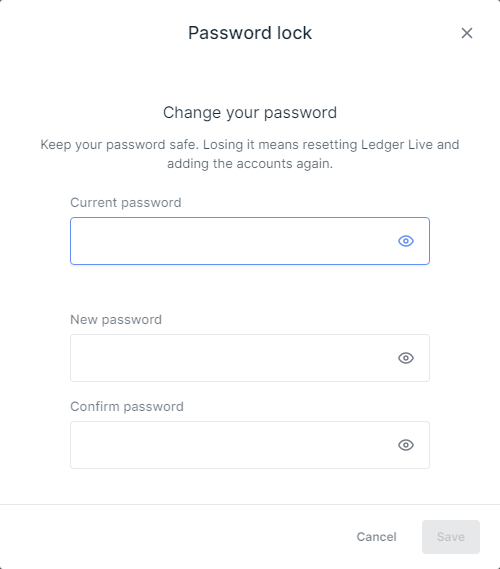 Password lock
Change your password
Keep your password safe. Losing it means resetting Ledger Live and
adding the accounts again.
Current password
New password
Confirm password
Cancel
Save